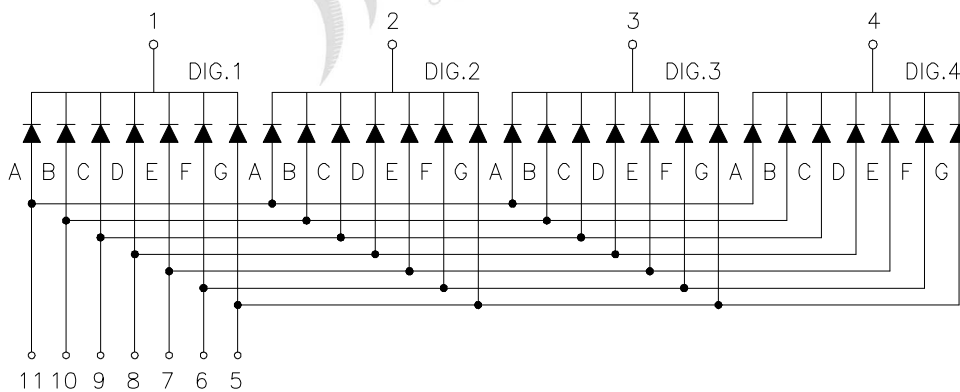 1 2 3 4
DIG.1 DIG.2 DIG.3 DIG.4
A B C D E F G A B C D E F G A B C D E F G A B C D E F G
11 10 9 8 7 6 5